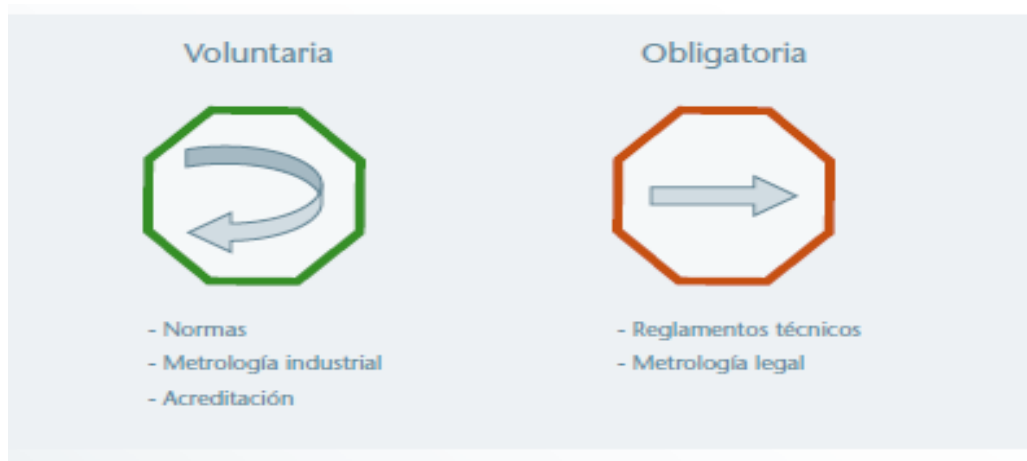 Voluntaria
- Normas
- Metrología industrial
- Acreditación
Obligatoria
- Reglamentos técnicos
- Metrología legal